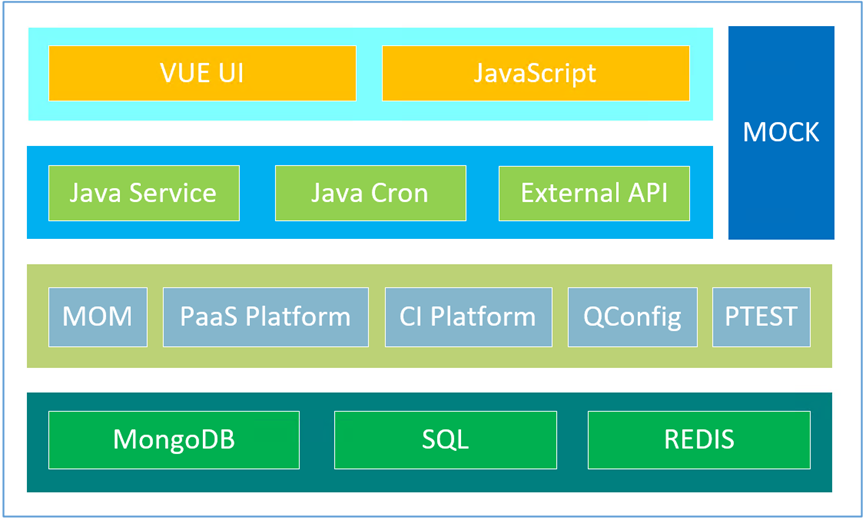 VUE UI
JavaScript
MOCK
Java Service
Java Cron
External API
MOM
PaaS Platform
CI Platform
QConfig
PTEST
MongoDB
SQL
REDIS